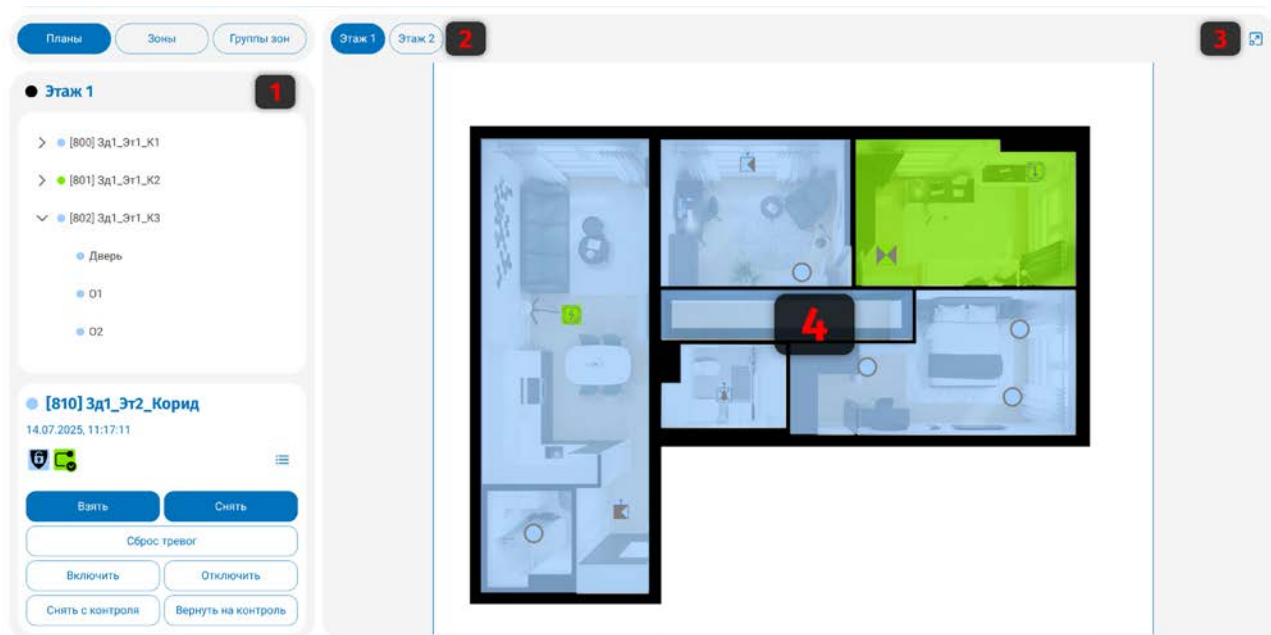 Планы
Зоны
Группы зон
Этаж 1
Этаж 2
2
3
Этаж 1
1
[800] Зд1_Эт1_К1
[801] Зд1_Эт1_К2
[802] Зд1_Эт1_К3
Дверь
О1
О2
4
[810] Зд1_Эт2_Корид
14.07.2025, 11:17:11
Взять
Снять
Сброс тревог
Включить
Отключить
Снять с контроля
Вернуть на контроль